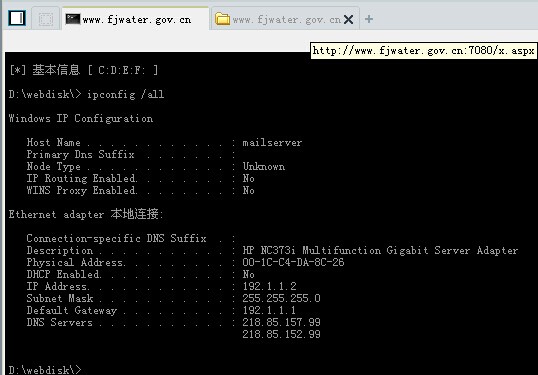 www.fjwater.gov.cn
www.fjwater.gov.cn
http://www.fjwater.gov.cn:7080/x.aspx
[*] 基本信息 [ C:D:E:F: ]
D:\webdisk\> ipconfig /all
Windows IP Configuration
Host Name . . . . . . . . . . . . : mailserver
Primary Dns Suffix . . . . . . . :
Node Type . . . . . . . . . . . . : Unknown
IP Routing Enabled. . . . . . . . : No
WINS Proxy Enabled. . . . . . . . : No
Ethernet adapter 本地连接:
Connection-specific DNS Suffix . :
Description . . . . . . . . . . . : HP NC373i Multifunction Gigabit Server Adapter
Physical Address. . . . . . . . . : 00-1C-C4-DA-8C-26
DHCP Enabled. . . . . . . . . . . : No
IP Address. . . . . . . . . . . . : 192.1.1.2
Subnet Mask . . . . . . . . . . . : 255.255.255.0
Default Gateway . . . . . . . . . : 192.1.1.1
DNS Servers . . . . . . . . . . . : 218.85.157.99
218.85.152.99
D:\webdisk\>